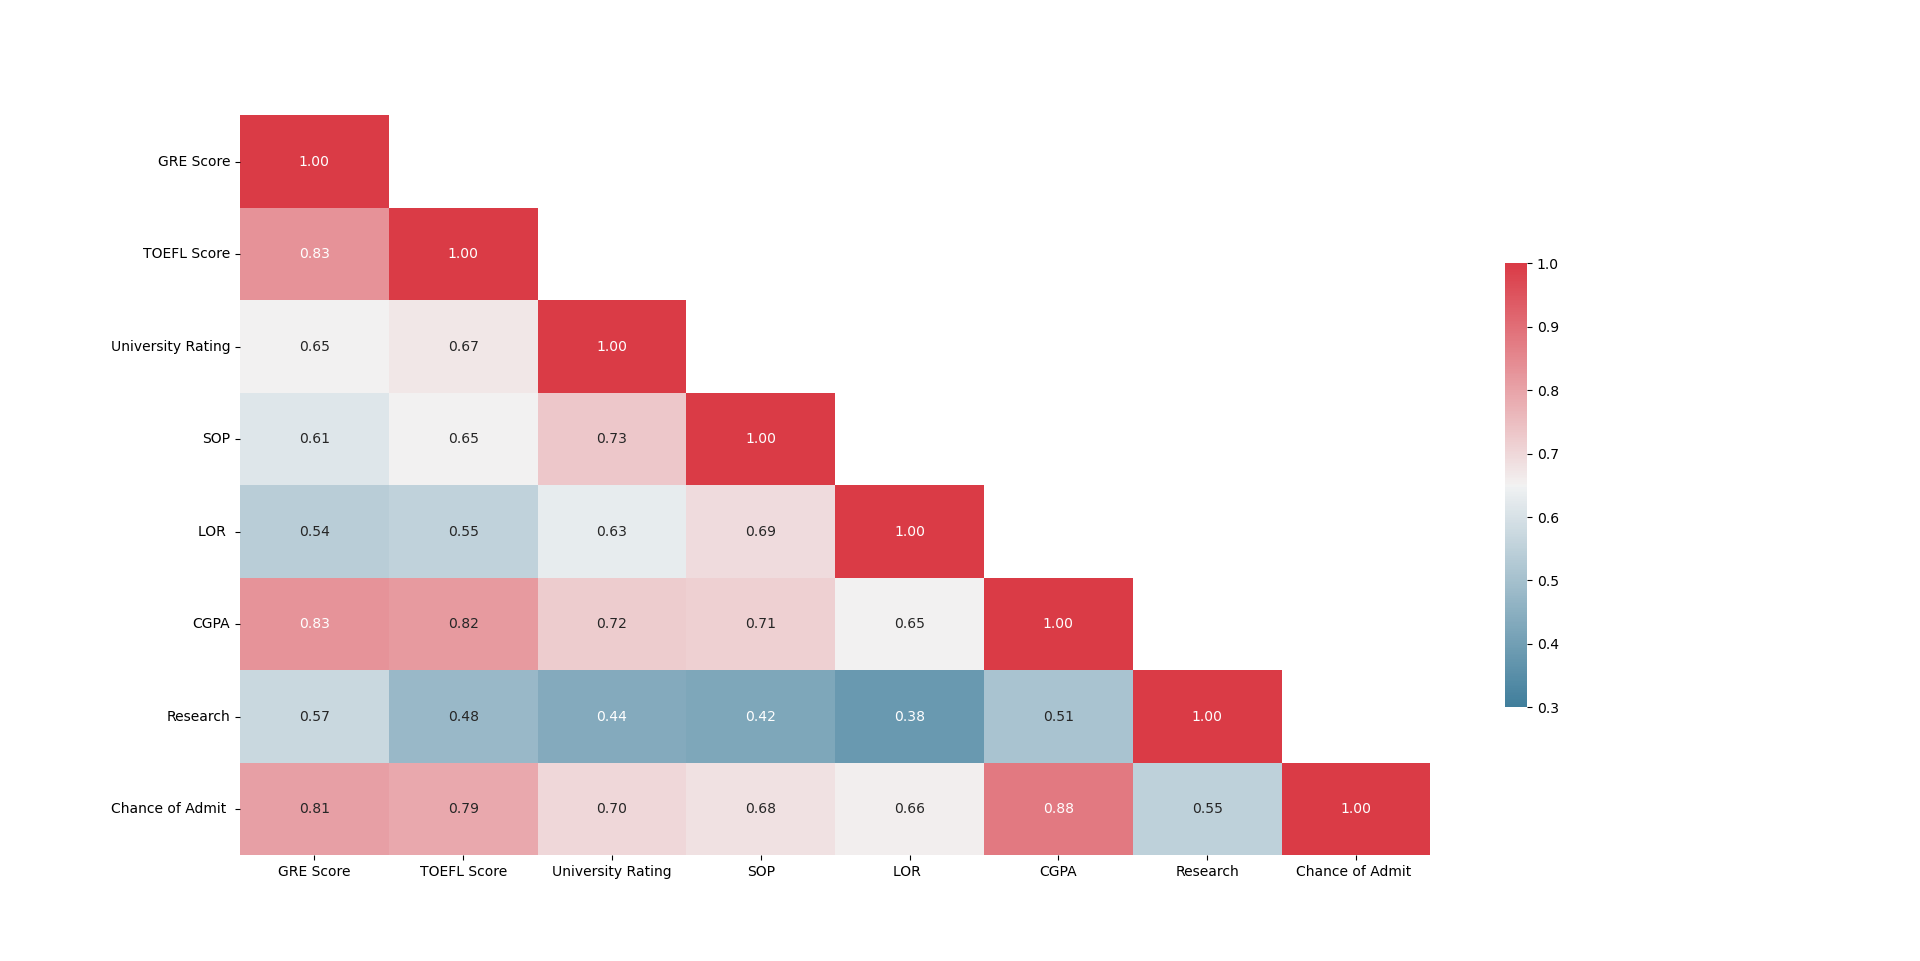 GRE Score 1.00
TOEFL Score 0.83 1.00
University Rating 0.65 0.67 1.00
SOP 0.61 0.65 0.73 1.00
LOR 0.54 0.55 0.63 0.69 1.00
CGPA 0.83 0.82 0.72 0.71 0.65 1.00
Research 0.57 0.48 0.44 0.42 0.38 0.51 1.00
Chance of Admit 0.81 0.79 0.70 0.68 0.66 0.88 0.55 1.00
GRE Score TOEFL Score University Rating SOP LOR CGPA Research Chance of Admit
1.0
0.9
0.8
0.7
0.6
0.5
0.4
0.3